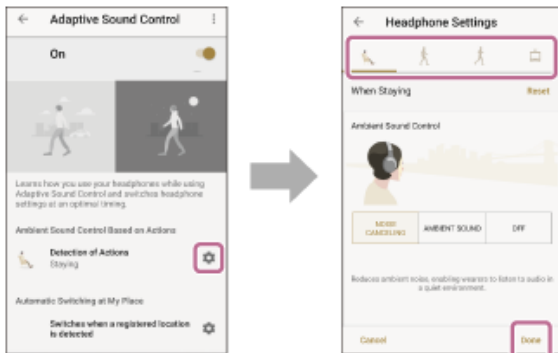 Adaptive Sound Control
On
Learns how you use your headphones while using
Adaptive Sound Control and switches headphone
settings at an optimal timing.
Ambient Sound Control Based on Actions
Detection of Actions
Staying
Automatic Switching at My Place
Switches when a registered location
is detected
Headphone Settings
When Staying
Reset
Ambient Sound Control
NOISE
CANCELING
AMBIENT SOUND
OFF
Reduces ambient noise, enabling wearers to listen to audio in
a quiet environment.
Cancel
Done